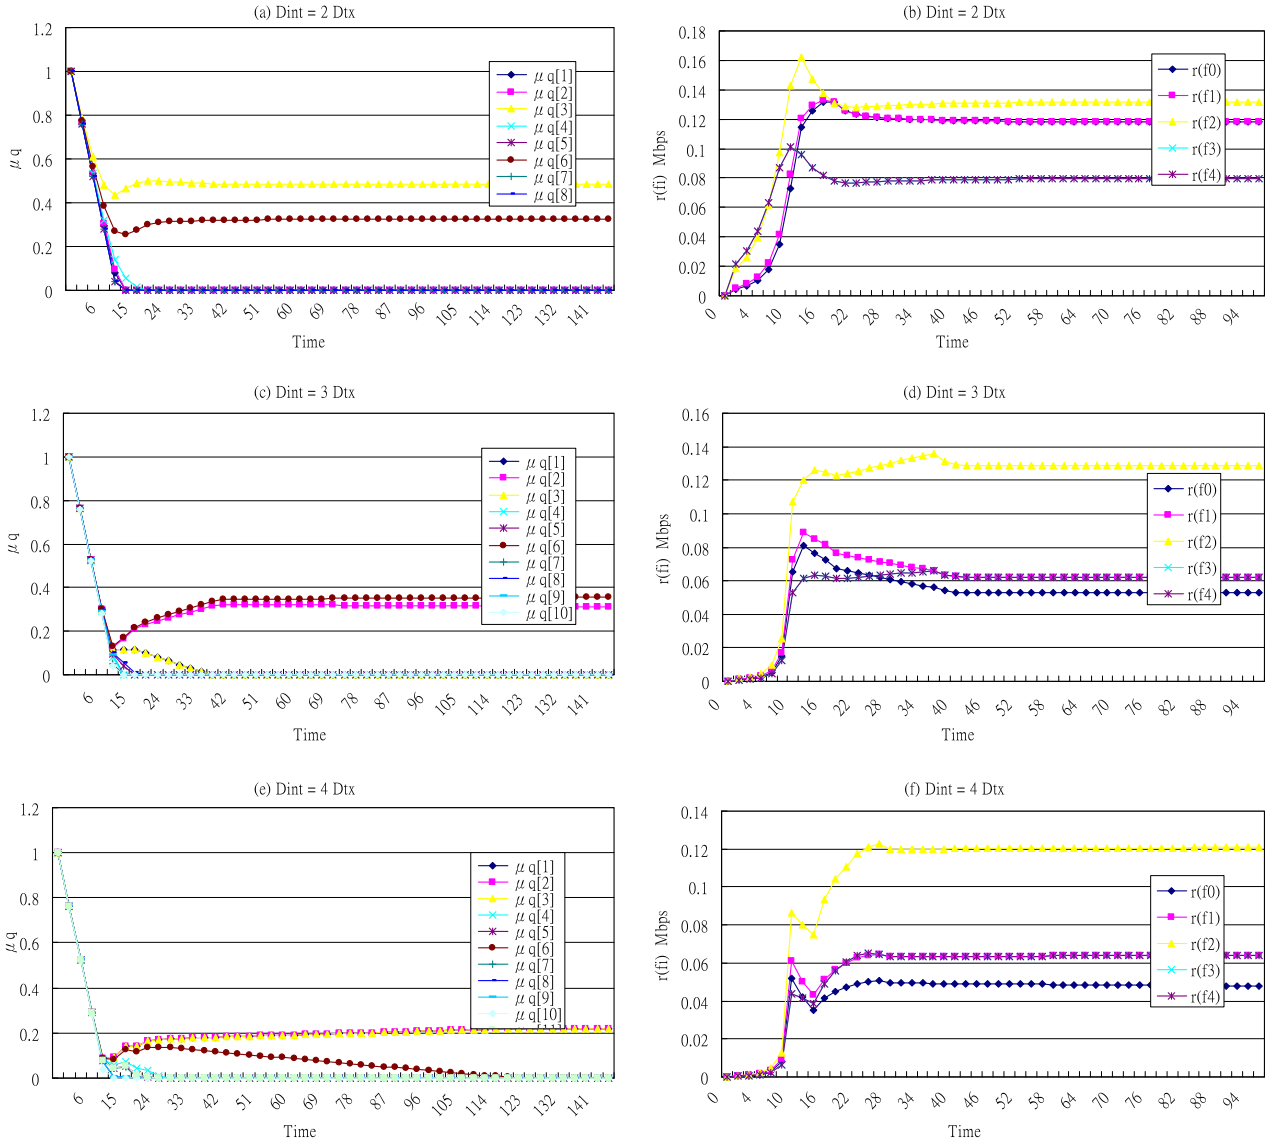 (a) Dint = 2 Dtx
1.2
1
0.8
0.6
0.4
0.2
0
μq
6 15 24 33 42 51 60 69 78 87 96 105 114 123 132 141
Time
μq[1]
μq[2]
μq[3]
μq[4]
μq[5]
μq[6]
μq[7]
μq[8]
(b) Dint = 2 Dtx
0.18
0.16
0.14
0.12
0.1
0.08
0.06
0.04
0.02
0
r(fi) Mbps
0 4 10 16 22 28 34 40 46 52 58 64 70 76 82 88 94
Time
r(f0)
r(f1)
r(f2)
r(f3)
r(f4)
(c) Dint = 3 Dtx
1.2
1
0.8
0.6
0.4
0.2
0
μq
6 15 24 33 42 51 60 69 78 87 96 105 114 123 132 141
Time
μq[1]
μq[2]
μq[3]
μq[4]
μq[5]
μq[6]
μq[7]
μq[8]
μq[9]
μq[10]
(d) Dint = 3 Dtx
0.16
0.14
0.12
0.1
0.08
0.06
0.04
0.02
0
r(fi) Mbps
0 4 10 16 22 28 34 40 46 52 58 64 70 76 82 88 94
Time
r(f0)
r(f1)
r(f2)
r(f3)
r(f4)
(e) Dint = 4 Dtx
1.2
1
0.8
0.6
0.4
0.2
0
μq
6 15 24 33 42 51 60 69 78 87 96 105 114 123 132 141
Time
μq[1]
μq[2]
μq[3]
μq[4]
μq[5]
μq[6]
μq[7]
μq[8]
μq[9]
μq[10]
(f) Dint = 4 Dtx
0.14
0.12
0.1
0.08
0.06
0.04
0.02
0
r(fi) Mbps
0 4 10 16 22 28 34 40 46 52 58 64 70 76 82 88 94
Time
r(f0)
r(f1)
r(f2)
r(f3)
r(f4)